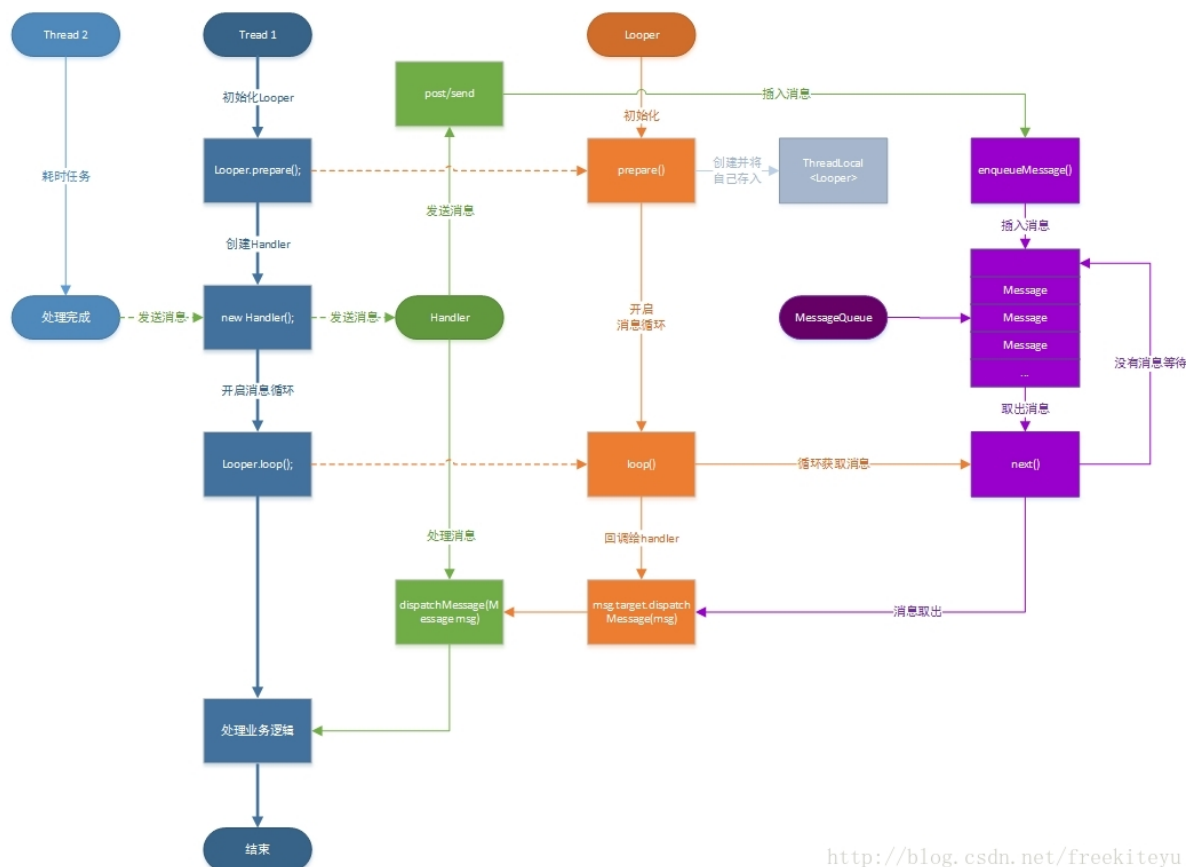 Thread 2
Tread 1
Looper
初始化Looper
post/send
插入消息
初始化
耗时任务
Looper.prepare();
prepare()
创建并将
自己存入
ThreadLocal
<Looper>
enqueueMessage()
发送消息
插入消息
创建Handler
Message
处理完成
发送消息
new Handler();
发送消息
Handler
开启
消息循环
MessageQueue
Message
Message
...
没有消息等待
开启消息循环
取出消息
Looper.loop();
loop()
循环获取消息
next()
处理消息
回调给handler
dispatchMessage(M
essage msg)
msg.target.dispatch
Message(msg)
消息取出
处理业务逻辑
结束
http://blog.csdn.net/freekiteyu